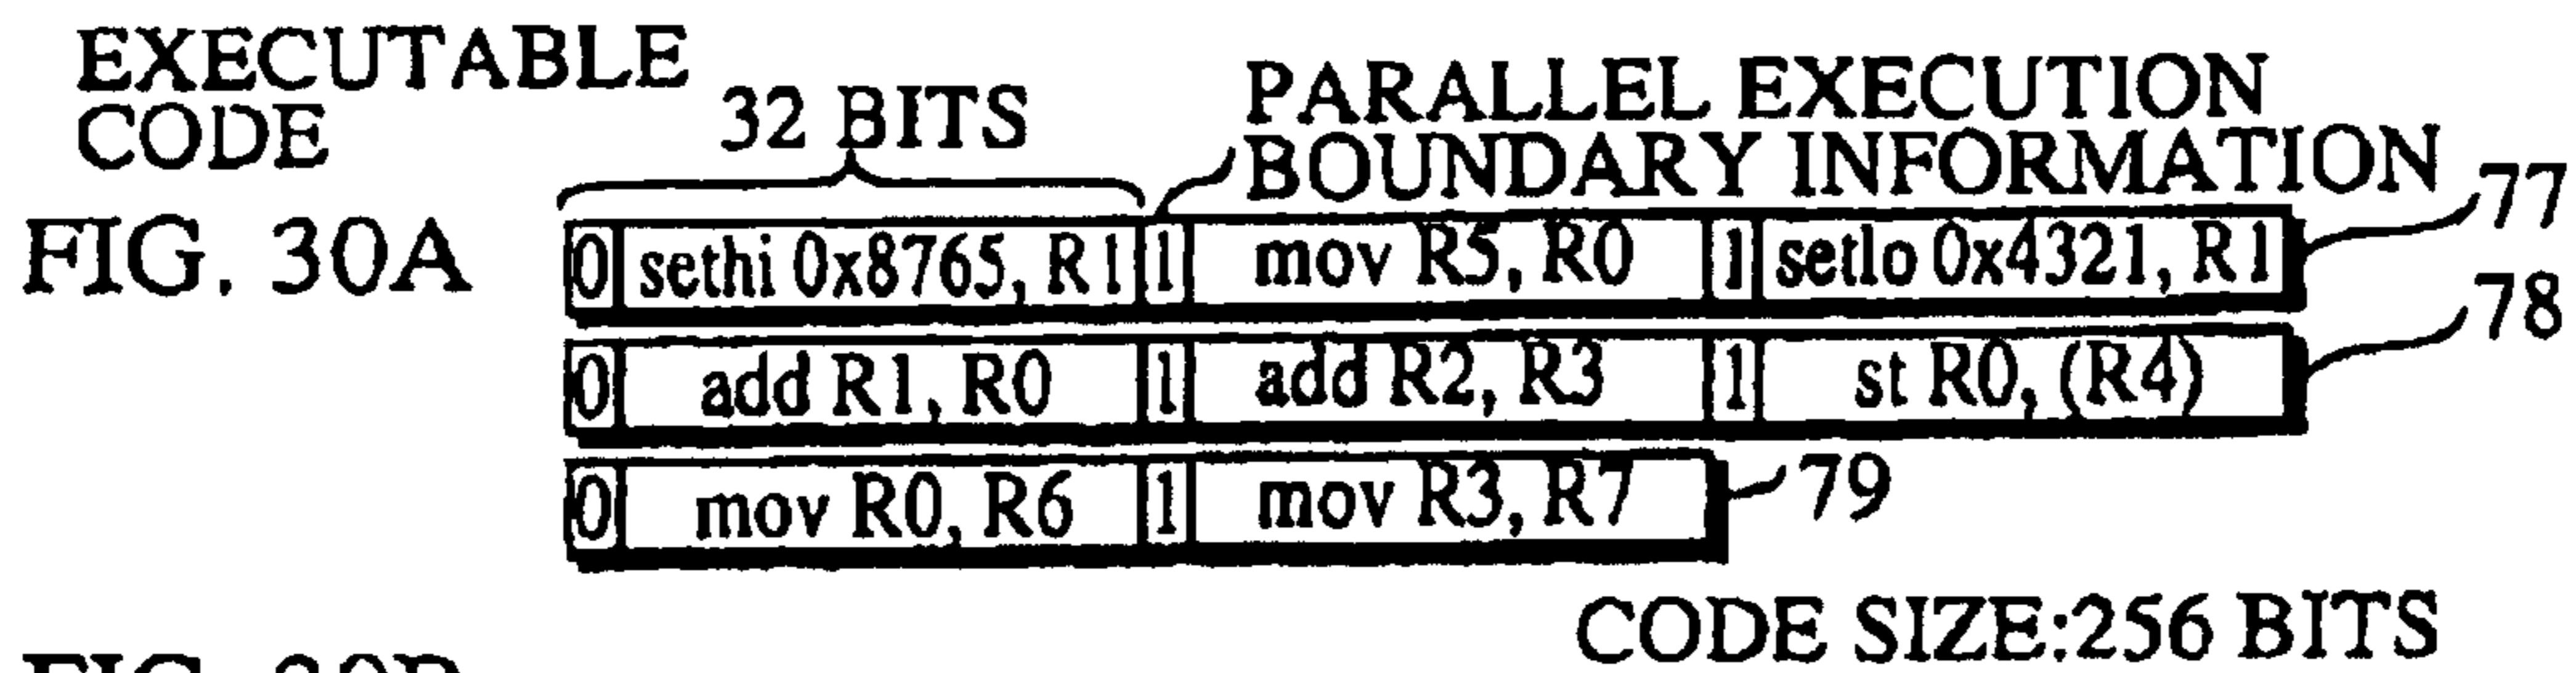 EXECUTABLE
CODE
32 BITS
PARALLEL EXECUTION
BOUNDARY INFORMATION
77
FIG. 30A
0 sethi 0x8765, R1 1 mov R5, R0 1 setlo 0x4321, R1
78
0 add R1, R0 1 add R2, R3 1 st R0, (R4)
0 mov R0, R6 1 mov R3, R7
79
CODE SIZE:256 BITS